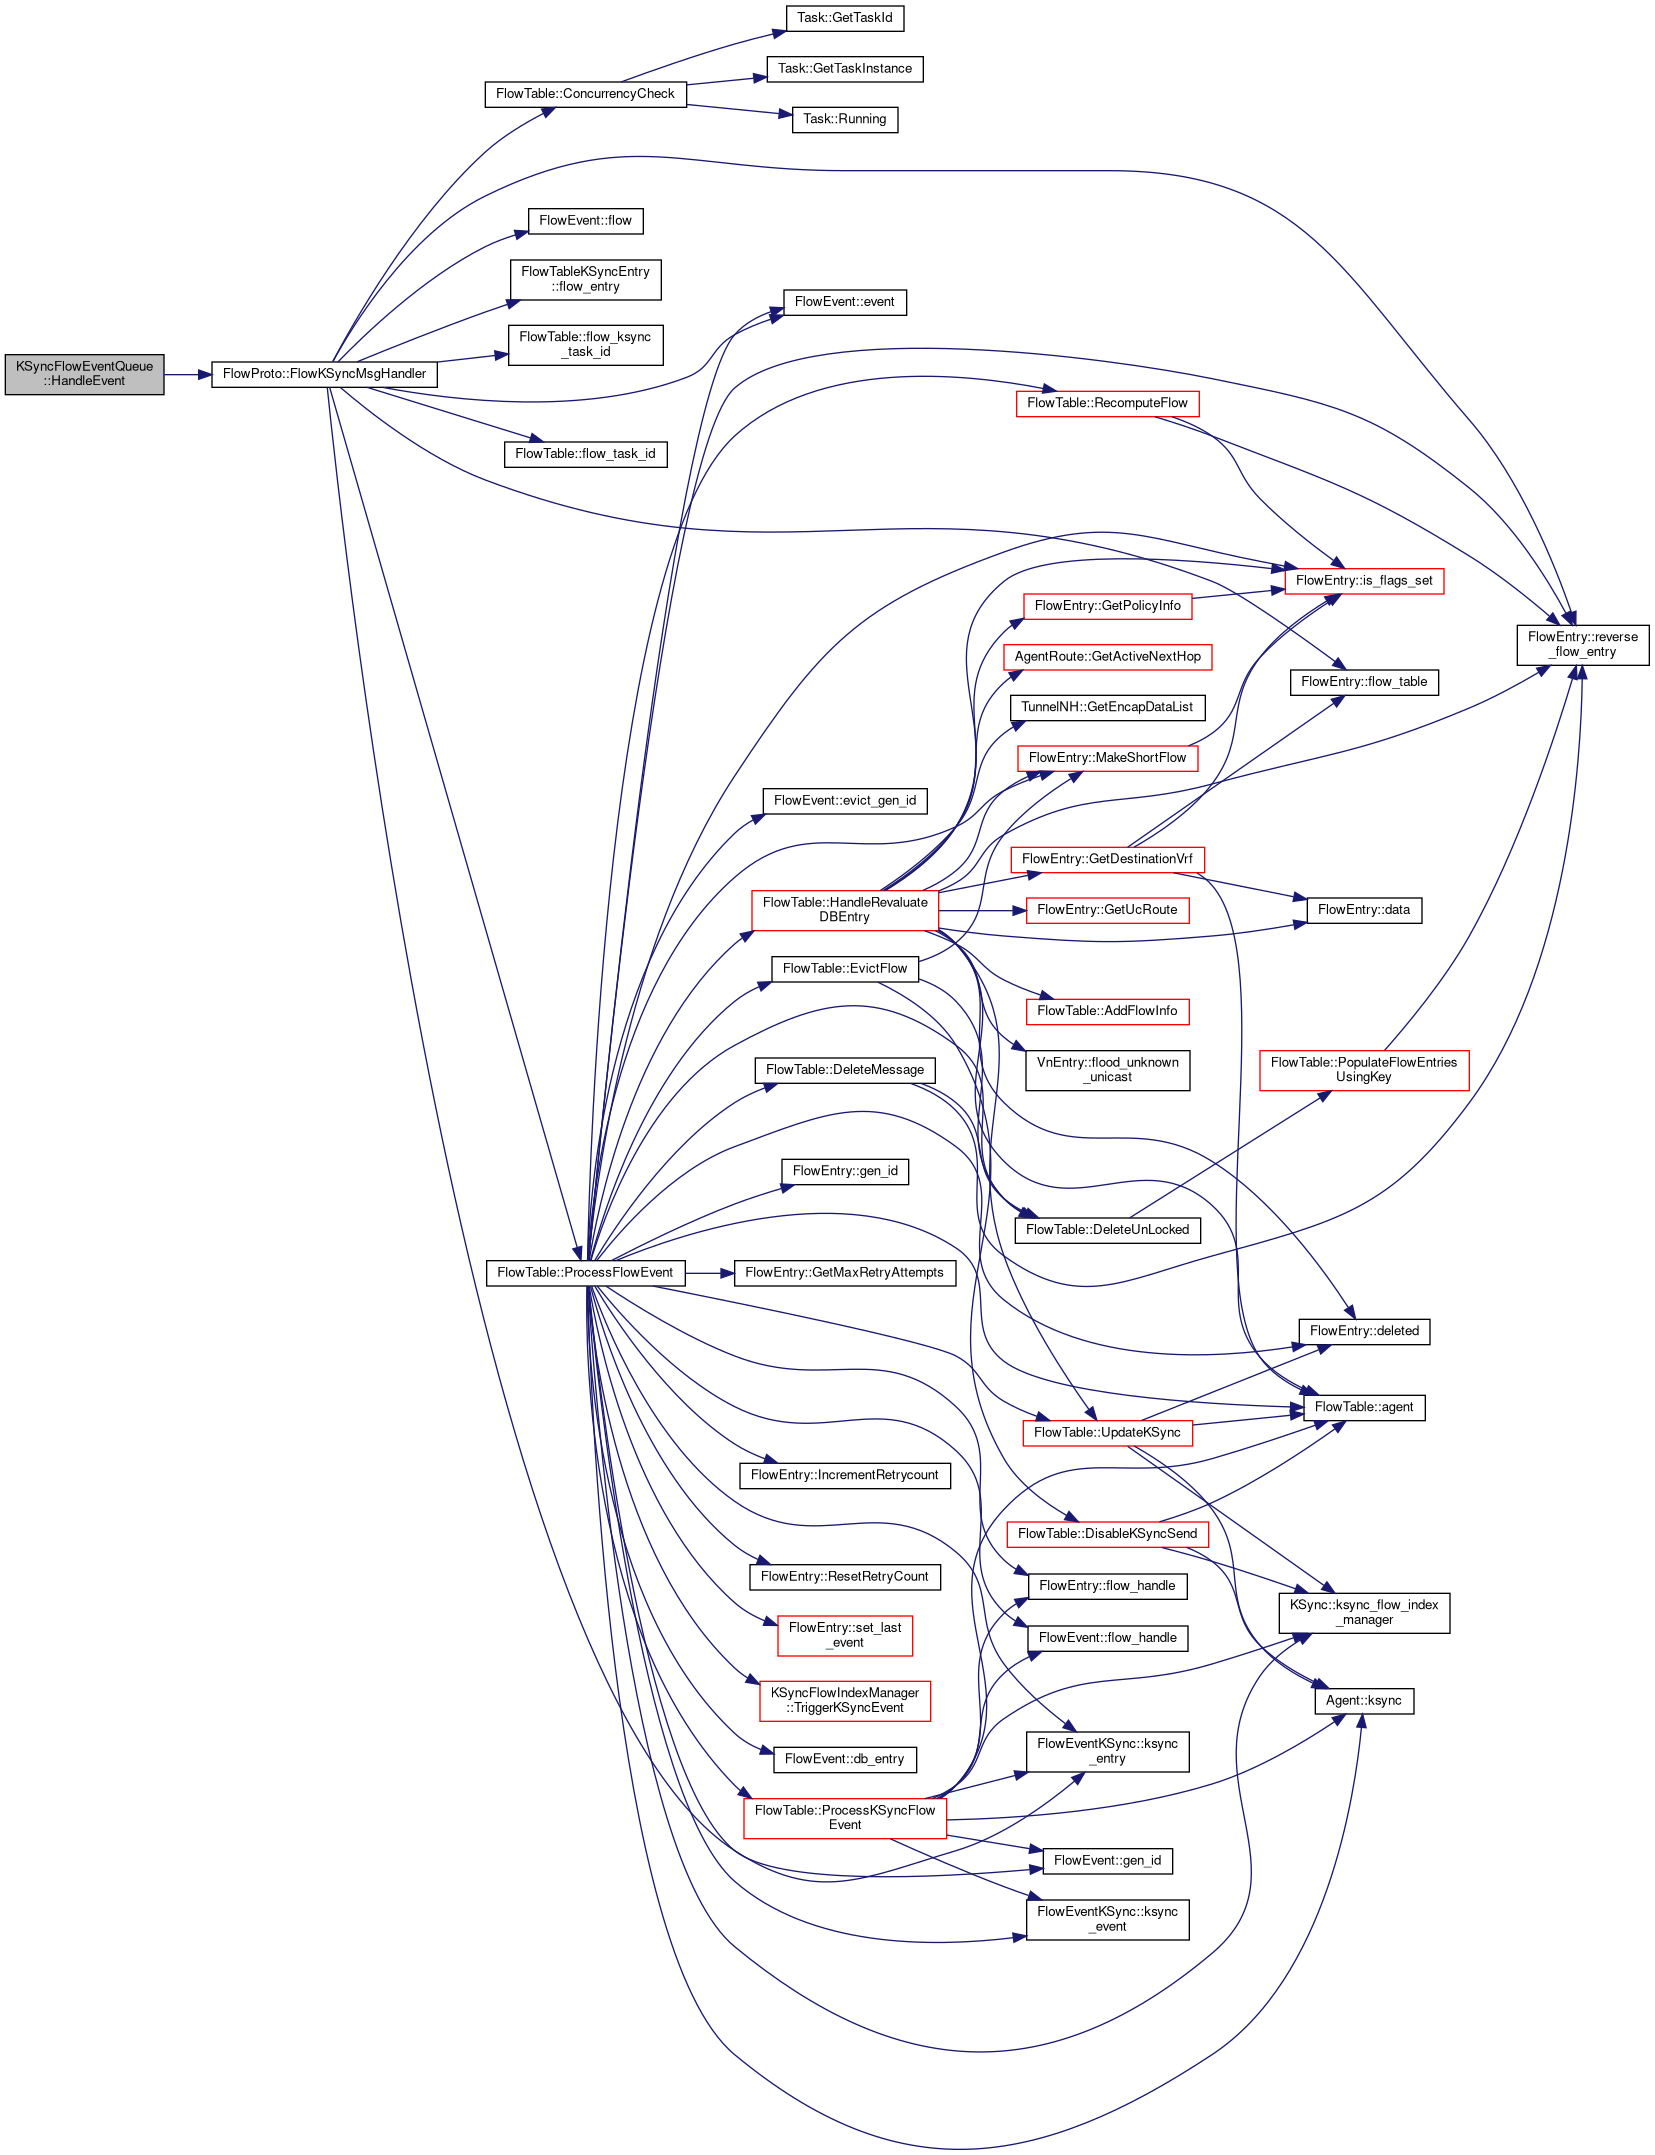 Task::GetTaskId
Task::GetTaskInstance
FlowTable::ConcurrencyCheck
Task::Running
FlowEvent::flow
FlowTableKSyncEntry
::flow_entry
FlowEvent::event
FlowTable::flow_ksync
_task_id
KSyncFlowEventQueue
::HandleEvent
FlowProto::FlowKSyncMsgHandler
FlowTable::RecomputeFlow
FlowTable::flow_task_id
FlowEntry::is_flags_set
FlowEntry::GetPolicyInfo
FlowEntry::reverse
_flow_entry
AgentRoute::GetActiveNextHop
FlowEntry::flow_table
TunnelNH::GetEncapDataList
FlowEntry::MakeShortFlow
FlowEvent::evict_gen_id
FlowEntry::GetDestinationVrf
FlowTable::HandleRevaluate
DBEntry
FlowEntry::GetUcRoute
FlowEntry::data
FlowTable::EvictFlow
FlowTable::AddFlowInfo
FlowTable::DeleteMessage
VnEntry::flood_unknown
_unicast
FlowTable::PopulateFlowEntries
UsingKey
FlowEntry::gen_id
FlowTable::DeleteUnLocked
FlowTable::ProcessFlowEvent
FlowEntry::GetMaxRetryAttempts
FlowEntry::deleted
FlowTable::agent
FlowTable::UpdateKSync
FlowEntry::IncrementRetrycount
FlowTable::DisableKSyncSend
FlowEntry::ResetRetryCount
FlowEntry::flow_handle
KSync::ksync_flow_index
_manager
FlowEntry::set_last
_event
FlowEvent::flow_handle
KSyncFlowIndexManager
::TriggerKSyncEvent
Agent::ksync
FlowEvent::db_entry
FlowEventKSync::ksync
_entry
FlowTable::ProcessKSyncFlow
Event
FlowEvent::gen_id
FlowEventKSync::ksync
_event